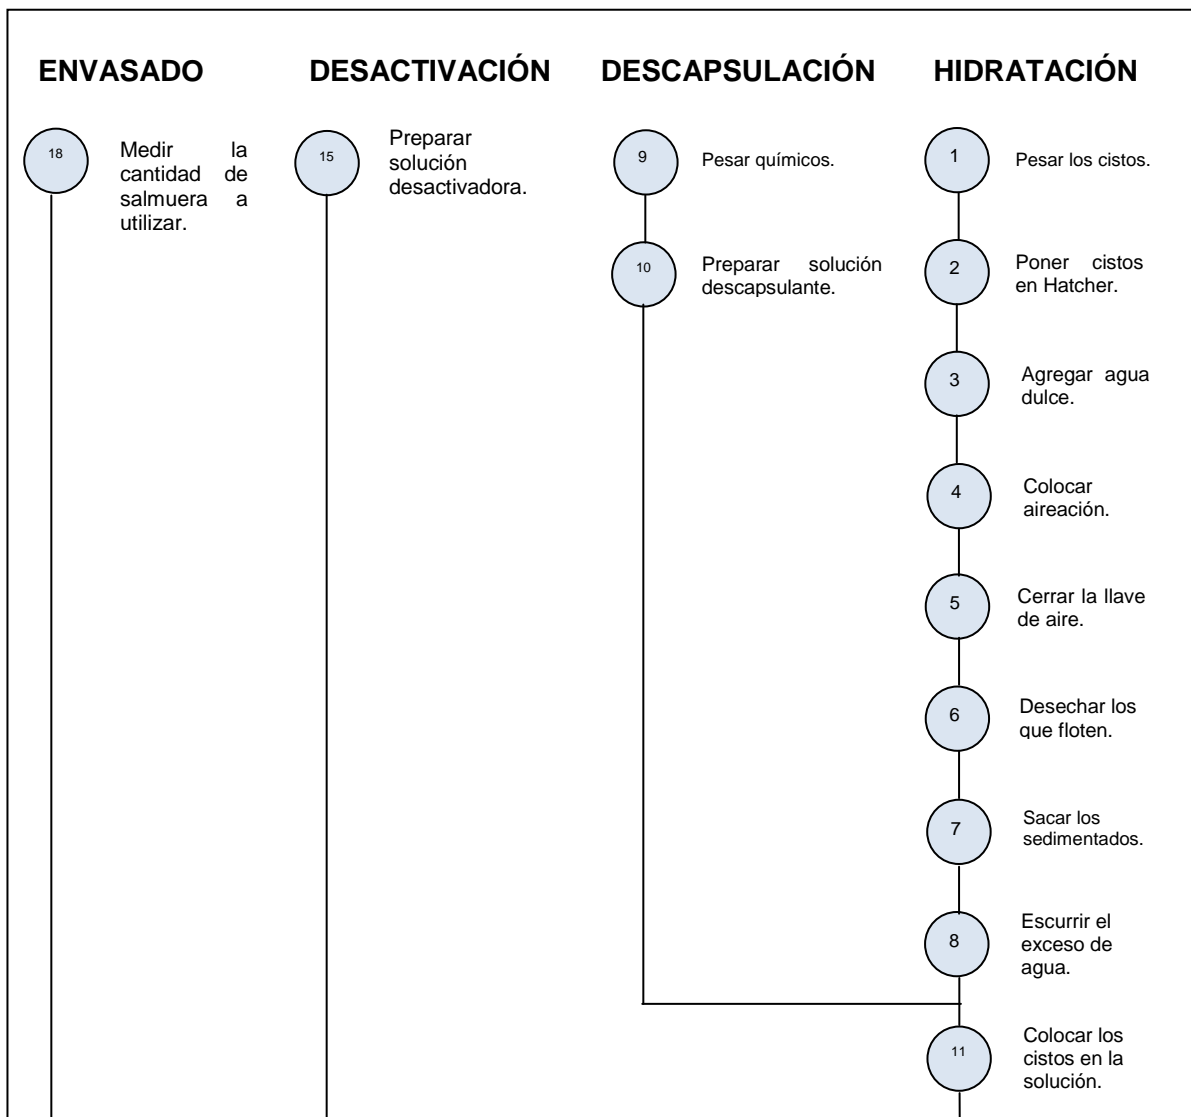 ENVASADO
DESACTIVACIÓN
DESCAPSULACIÓN
HIDRATACIÓN
18
Medir la
cantidad de
salmuera a
utilizar.
15
Preparar
solución
desactivadora.
9
Pesar químicos.
10
Preparar solución
descapsulante.
1
Pesar los cistos.
2
Poner cistos
en Hatcher.
3
Agregar agua
dulce.
4
Colocar
aireación.
5
Cerrar la llave
de aire.
6
Desechar los
que floten.
7
Sacar los
sedimentados.
8
Escurrir el
exceso de
agua.
11
Colocar los
cistos en la
solución.